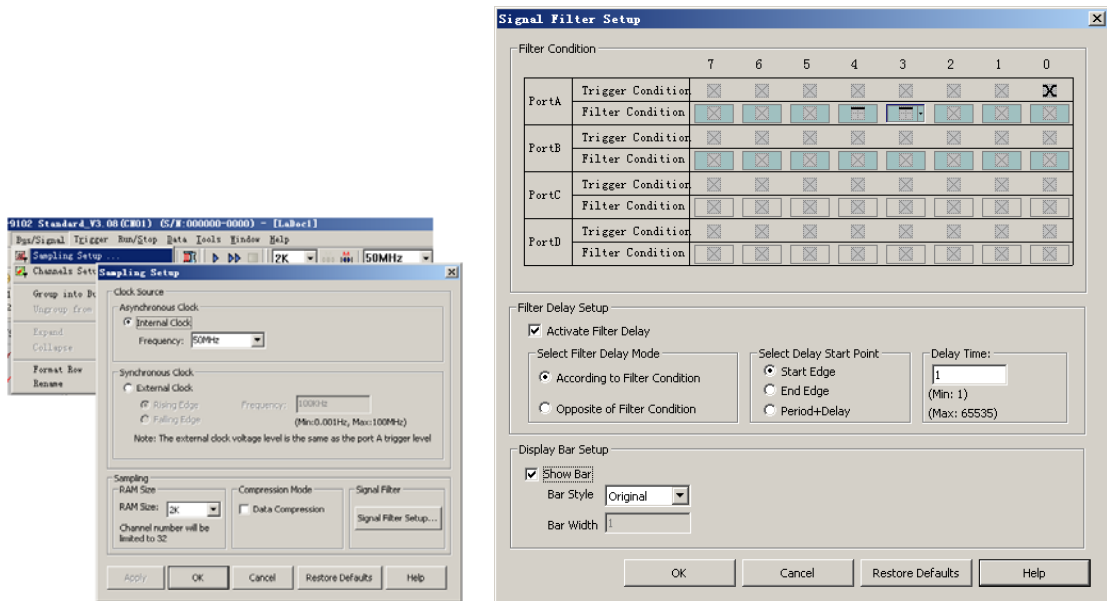 9102 Standard_V3.08(CN01) (S/N:000000-0000) - [LaDoc1]
Bus/Signal Trigger Run/Stop Data Tools Window Help
Sampling Setup ...
2K
50MHz
Channels Setu
Group into Bu
Ungroup from
Expand
Collapse
Format Row
Rename
Sampling Setup
Clock Source
Asynchronous Clock
Internal Clock
Frequency: 50MHz
Synchronous Clock
External Clock
Rising Edge Frequency: 100KHz
Falling Edge (Min:0.001Hz, Max:100MHz)
Note: The external clock voltage level is the same as the port A trigger level
Sampling
RAM Size
RAM Size: 2K
Channel number will be
limited to 32
Compression Mode
Data Compression
Signal Filter
Signal Filter Setup...
Apply OK Cancel Restore Defaults Help
Signal Filter Setup
Filter Condition
7 6 5 4 3 2 1 0
PortA
Trigger Condition
Filter Condition
PortB
Trigger Condition
Filter Condition
PortC
Trigger Condition
Filter Condition
PortD
Trigger Condition
Filter Condition
Filter Delay Setup
Activate Filter Delay
Select Filter Delay Mode
According to Filter Condition
Opposite of Filter Condition
Select Delay Start Point
Start Edge
End Edge
Period+Delay
Delay Time:
1
(Min: 1)
(Max: 65535)
Display Bar Setup
Show Bar
Bar Style Original
Bar Width 1
OK Cancel Restore Defaults Help